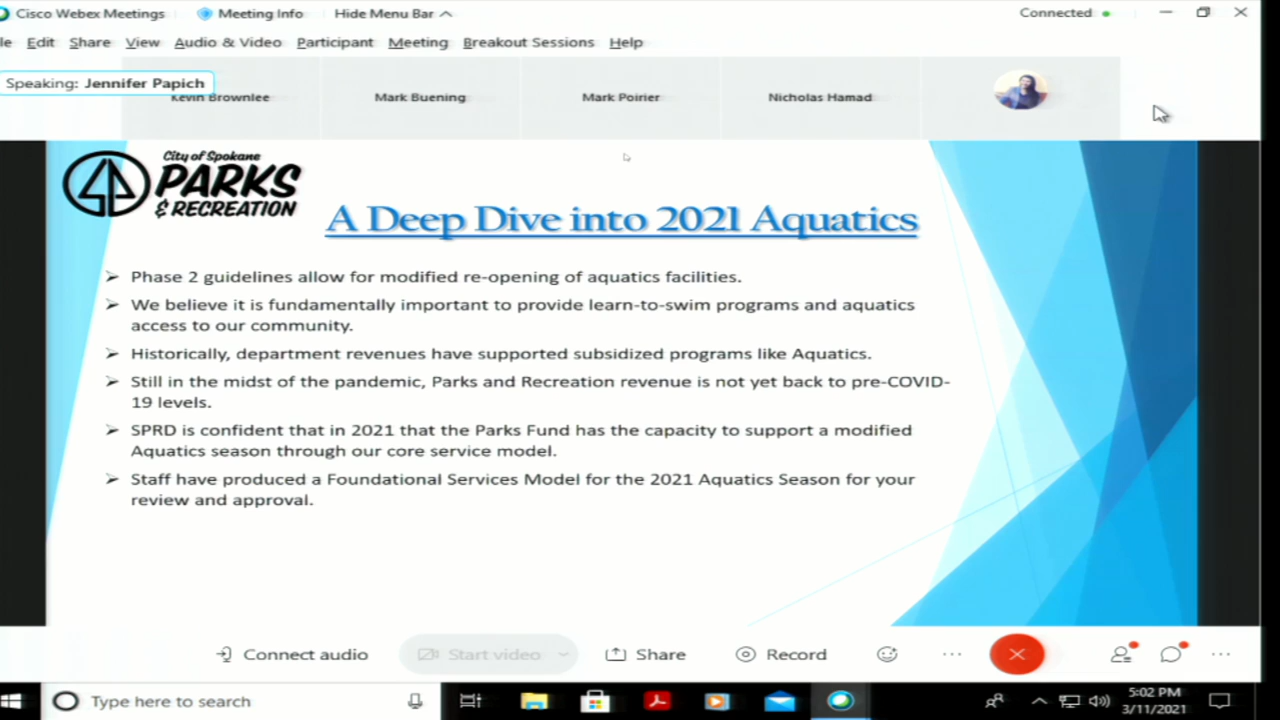 Cisco Webex Meetings Meeting Info Hide Menu Bar Connected
le Edit Share View Audio & Video Participant Meeting Breakout Sessions Help
Speaking: Jennifer Papich
Kevin Brownlee Mark Buening Mark Poirier Nicholas Hamad
City of Spokane
PARKS
& RECREATION
A Deep Dive into 2021 Aquatics
Phase 2 guidelines allow for modified re-opening of aquatics facilities.
We believe it is fundamentally important to provide learn-to-swim programs and aquatics
access to our community.
Historically, department revenues have supported subsidized programs like Aquatics.
Still in the midst of the pandemic, Parks and Recreation revenue is not yet back to pre-COVID-
19 levels.
SPRD is confident that in 2021 that the Parks Fund has the capacity to support a modified
Aquatics season through our core service model.
Staff have produced a Foundational Services Model for the 2021 Aquatics Season for your
review and approval.
Connect audio Start video Share Record
Type here to search
5:02 PM
3/11/2021